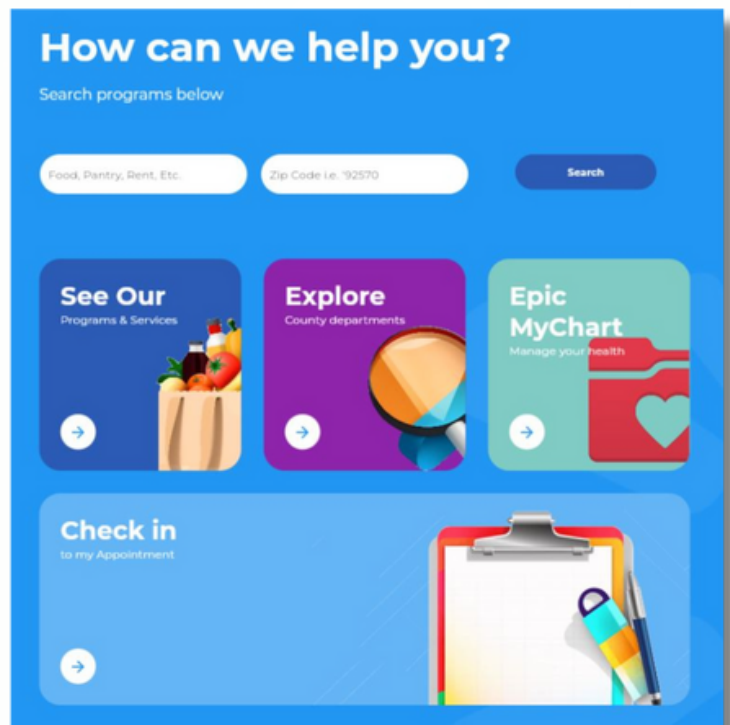 How can we help you?
Search programs below
Food, Pantry, Rent, Etc.
Zip Code i.e. '92570
Search
See Our
Programs & Services
Explore
County departments
Epic
MyChart
Manage your health
Check in
to my Appointment